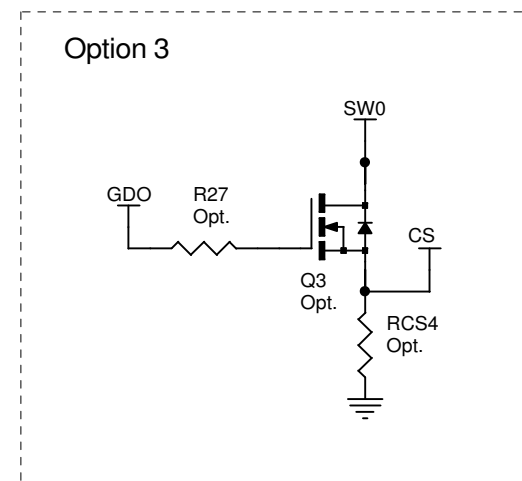 Option 3
SW0
GDO
R27
Opt.
CS
Q3
Opt.
RCS4
Opt.